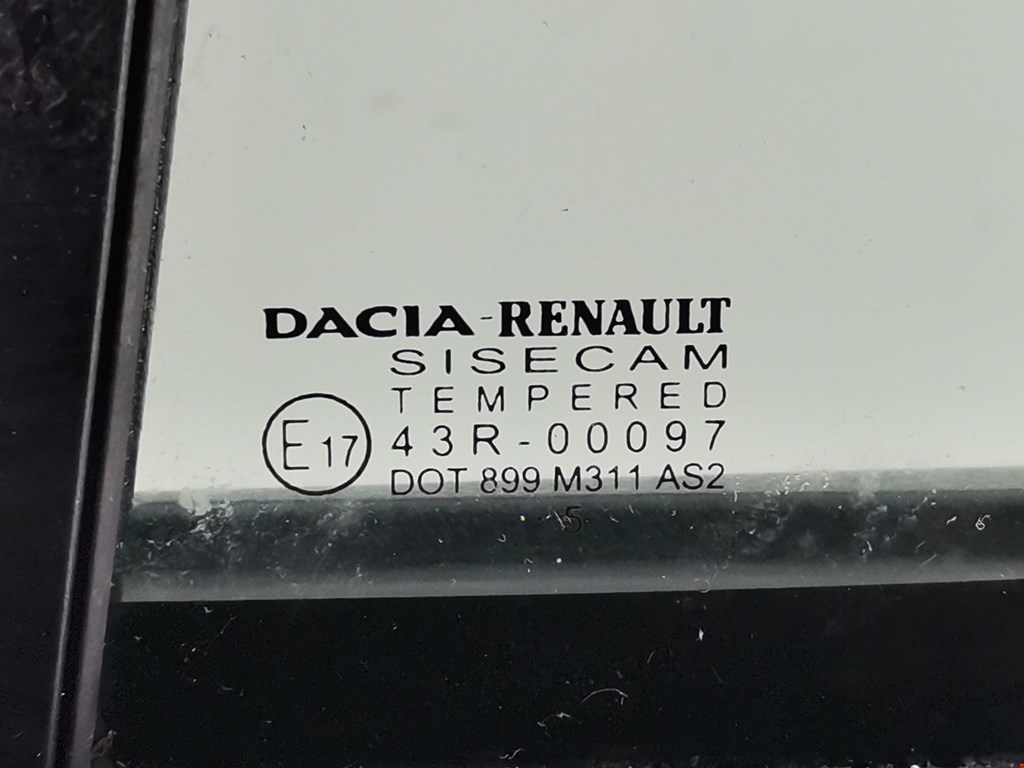 DACIA-RENAULT
SISECAM
TEMPERED
E17 43R-00097
DOT 899 M311 AS2
5